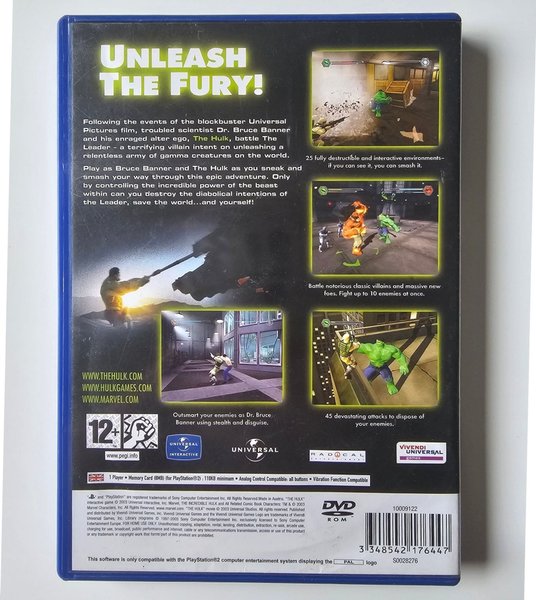 UNLEASH
THE FURY!
Following the events of the blockbuster Universal
Pictures film, troubled scientist Dr. Bruce Banner
and his enraged alter ego, The Hulk, battle The
Leader - a terrifying villain intent on unleashing a
relentless army of gamma creatures on the world.
Play as Bruce Banner and The Hulk as you sneak and
smash your way through this epic adventure. Only
by controlling the incredible power of the beast
within can you destroy the diabolical intentions of
the Leader, save the world...and yourself!
25 fully destructible and interactive environments–
if you can see it, you can smash it.
Battle notorious classic villains and massive new
foes. Fight up to 10 enemies at once.
WWW.THEHULK.COM
WWW.HULKGAMES.COM
WWW.MARVEL.COM
Outsmart your enemies as Dr. Bruce
Banner using stealth and disguise.
45 devastating attacks to dispose of
your enemies.
12+
www.pegi.info
UNIVERSAL
INTERACTIVE
UNIVERSAL
RADICAL
ENTERTAINMENT
VIVENDI
UNIVERSAL
games
1 Player • Memory Card (8MB) (for PlayStation®2) : 110KB minimum • Analog Control Compatible: all buttons • Vibration Function Compatible
DVD
ROM
10009122
3 348542 176447
This software is only compatible with the PlayStation®2 computer entertainment system displaying the PAL logo
S0028276